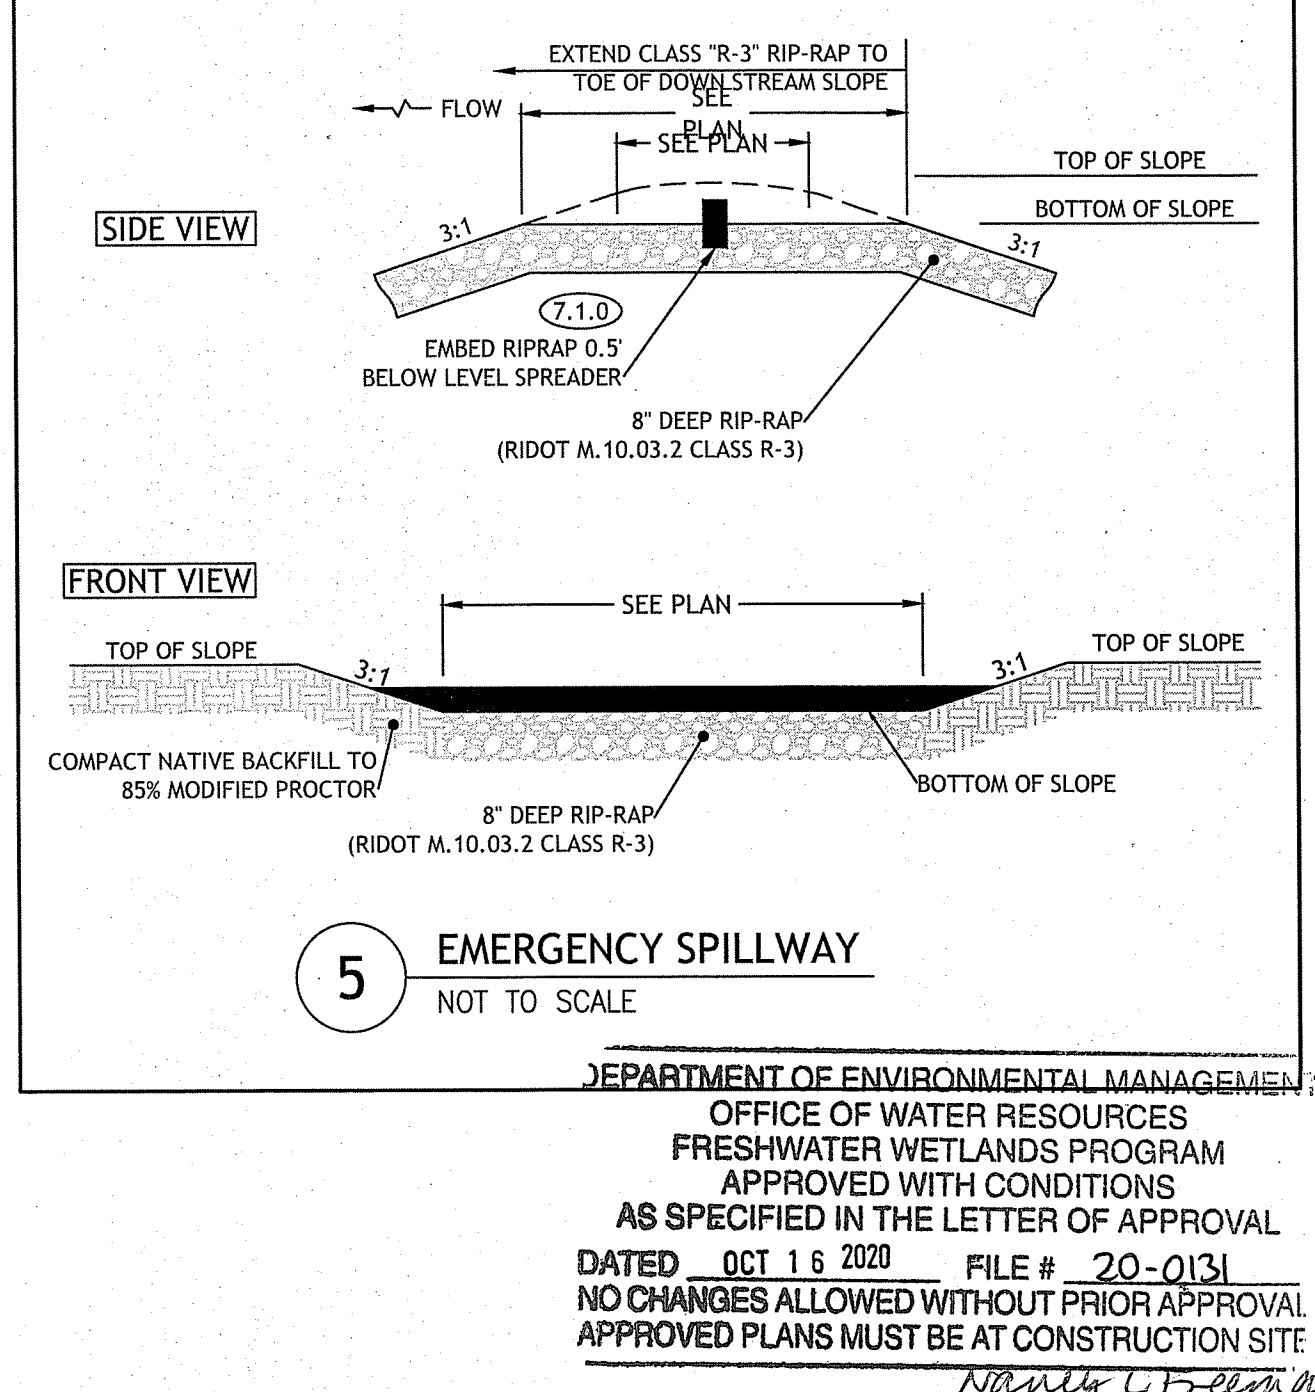 EXTEND CLASS "R-3" RIP-RAP TO
TOE OF DOWNSTREAM SLOPE
FLOW
SEE
PLAN
SEE PLAN
TOP OF SLOPE
BOTTOM OF SLOPE
SIDE VIEW
3:1
3:1
7.1.0
EMBED RIPRAP 0.5'
BELOW LEVEL SPREADER
8" DEEP RIP-RAP
(RIDOT M.10.03.2 CLASS R-3)
FRONT VIEW
SEE PLAN
TOP OF SLOPE
TOP OF SLOPE
3:1
3:1
COMPACT NATIVE BACKFILL TO
85% MODIFIED PROCTOR
BOTTOM OF SLOPE
8" DEEP RIP-RAP
(RIDOT M.10.03.2 CLASS R-3)
5
EMERGENCY SPILLWAY
NOT TO SCALE
DEPARTMENT OF ENVIRONMENTAL MANAGEMENT
OFFICE OF WATER RESOURCES
FRESHWATER WETLANDS PROGRAM
APPROVED WITH CONDITIONS
AS SPECIFIED IN THE LETTER OF APPROVAL
DATED OCT 16 2020 FILE # 20-0131
NO CHANGES ALLOWED WITHOUT PRIOR APPROVAL
APPROVED PLANS MUST BE AT CONSTRUCTION SITE